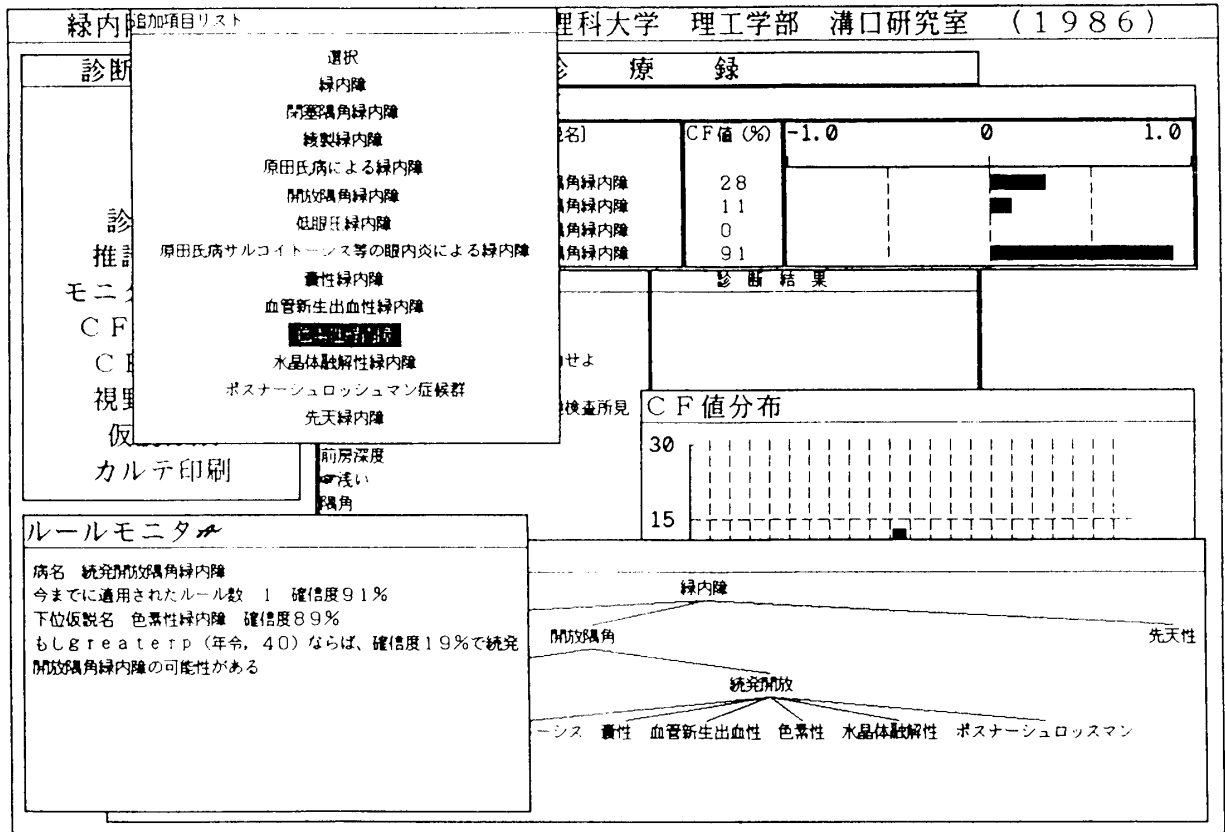 緑内
理科大学 理工学部 溝口研究室 (1986)
追加項目リスト
選択
緑内障
閉塞隅角緑内障
緩製緑内障
原田氏病による緑内障
開放隅角緑内障
低眼圧緑内障
原田氏病サルコイトーシス等の眼内炎による緑内障
嚢性緑内障
血管新生出血性緑内障
水晶体融解性緑内障
ポスナーシュロッシュマン症候群
先天緑内障
診断
診
推
モニタ
CF
C
視野
仮
カルテ印刷
療 録
名] CF値(%) -1.0 0 1.0
角緑内障 28
角緑内障 11
角緑内障 0
角緑内障 91
診断結果
せよ
検査所見
前房深度
☞浅い
隅角
CF値分布
30
15
ルールモニタ
病名 続発開放隅角緑内障
今までに適用されたルール数 1 確信度91%
下位仮説名 色素性緑内障 確信度89%
もしgreaterp(年令,40)ならば、確信度19%で続発
開放隅角緑内障の可能性がある
緑内障
開放隅角 先天性
続発開放
ーシス 嚢性 血管新生出血性 色素性 水晶体融解性 ポスナーシュロッスマン